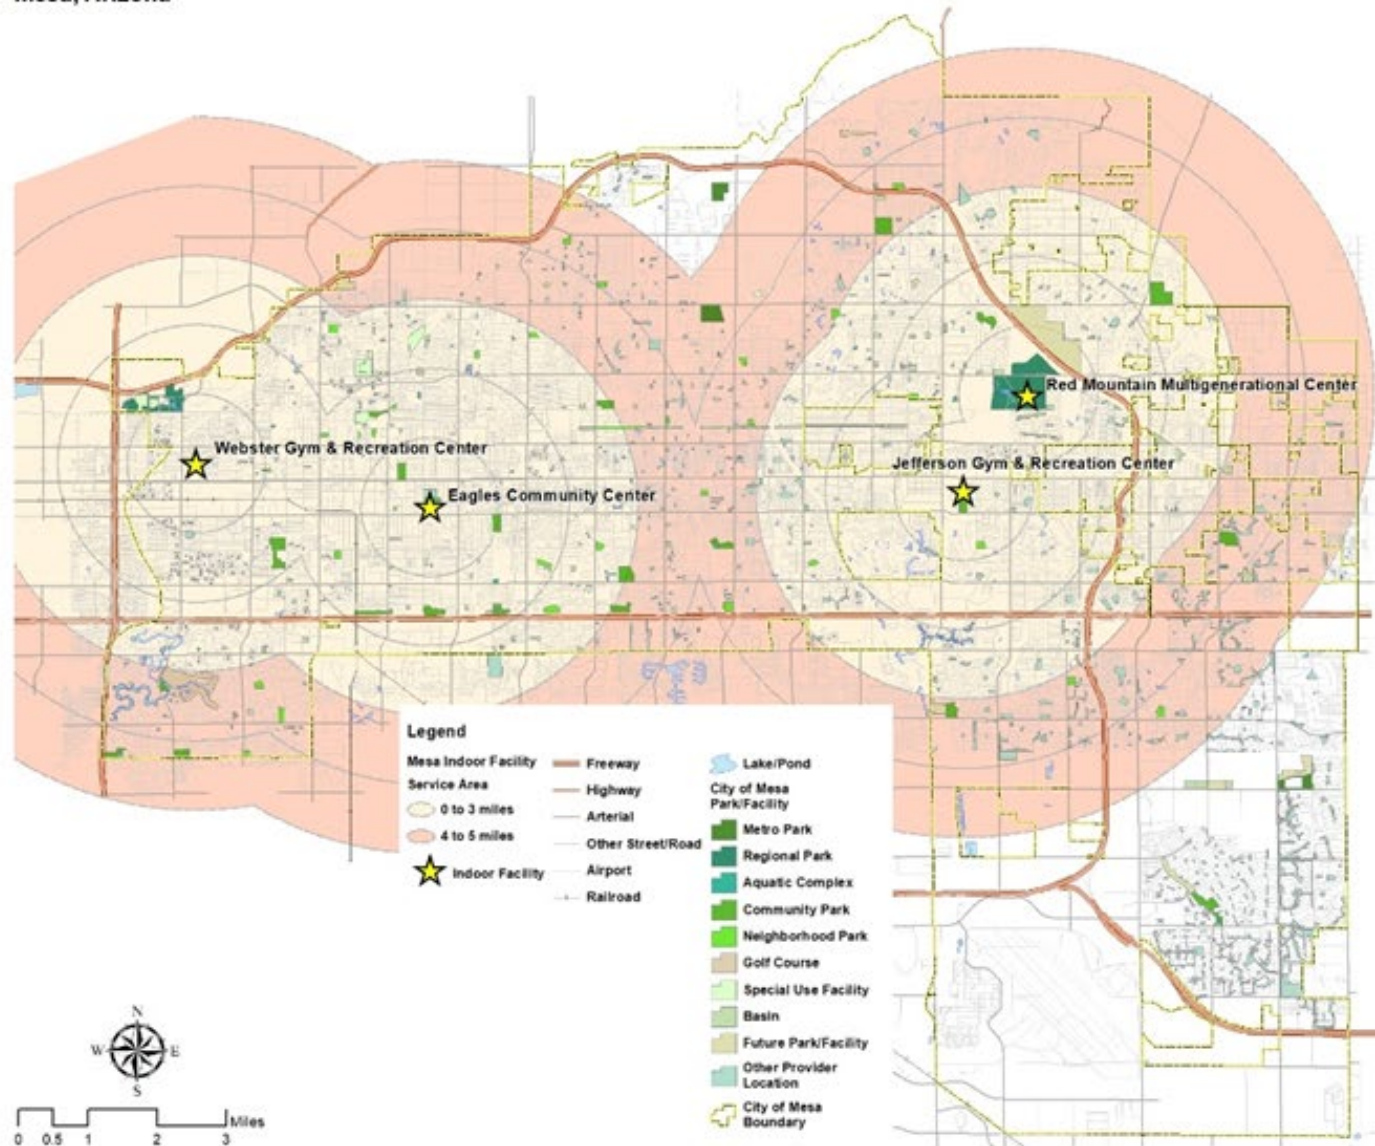 Mesa, Arizona
Red Mountain Multigenerational Center
Webster Gym & Recreation Center
Jefferson Gym & Recreation Center
Eagles Community Center
Legend
Mesa Indoor Facility
Service Area
0 to 3 miles
4 to 5 miles
Indoor Facility
Freeway
Highway
Arterial
Other Street/Road
Airport
Railroad
Lake/Pond
City of Mesa
Park/Facility
Metro Park
Regional Park
Aquatic Complex
Community Park
Neighborhood Park
Golf Course
Special Use Facility
Basin
Future Park/Facility
Other Provider
Location
City of Mesa
Boundary
N
W E
S
Miles
0 0.5 1 2 3